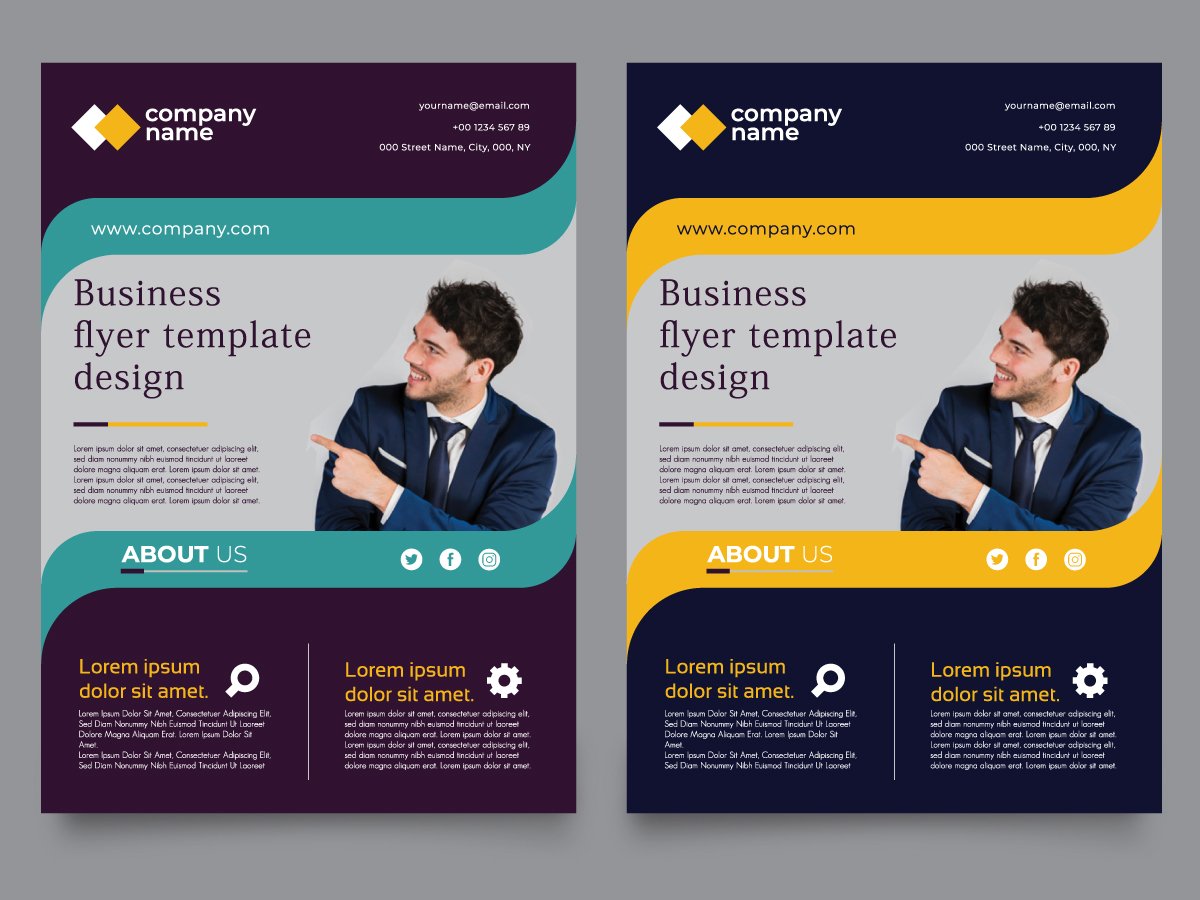 company
name
yourname@email.com
+00 1234 567 89
000 Street Name, City, 000, NY
www.company.com
Business
flyer template
design
Lorem ipsum dolor sit amet, consectetuer adipiscing elit,
sed diam nonummy nibh euismod tincidunt ut laoreet
dolore magna aliquam erat. Lorem ipsum dolor sit amet.
Lorem ipsum dolor sit amet, consectetuer adipiscing elit,
sed diam nonummy nibh euismod tincidunt ut laoreet
dolore magna aliquam erat. Lorem ipsum dolor sit amet.
ABOUT US
Lorem ipsum
dolor sit amet.
Lorem Ipsum Dolor Sit Amet, Consectetuer Adipiscing Elit,
Sed Diam Nonummy Nibh Euismod Tincidunt Ut Laoreet
Dolore Magna Aliquam Erat. Lorem Ipsum Dolor Sit
Amet.
Lorem Ipsum Dolor Sit Amet, Consectetuer Adipiscing Elit,
Sed Diam Nonummy Nibh Euismod Tincidunt Ut Laoreet
Lorem ipsum
dolor sit amet.
Lorem ipsum dolor sit amet, consectetuer adipiscing elit,
sed diam nonummy nibh euismod tincidunt ut laoreet
dolore magna aliquam erat. Lorem ipsum dolor sit amet.
Lorem ipsum dolor sit amet, consectetuer adipiscing elit,
sed diam nonummy nibh euismod tincidunt ut laoreet
dolore magna aliquam erat. Lorem ipsum dolor sit amet.
company
name
yourname@email.com
+00 1234 567 89
000 Street Name, City, 000, NY
www.company.com
Business
flyer template
design
Lorem ipsum dolor sit amet, consectetuer adipiscing elit,
sed diam nonummy nibh euismod tincidunt ut laoreet
dolore magna aliquam erat. Lorem ipsum dolor sit amet.
Lorem ipsum dolor sit amet, consectetuer adipiscing elit,
sed diam nonummy nibh euismod tincidunt ut laoreet
dolore magna aliquam erat. Lorem ipsum dolor sit amet.
ABOUT US
Lorem ipsum
dolor sit amet.
Lorem Ipsum Dolor Sit Amet, Consectetuer Adipiscing Elit,
Sed Diam Nonummy Nibh Euismod Tincidunt Ut Laoreet
Dolore Magna Aliquam Erat. Lorem Ipsum Dolor Sit
Amet.
Lorem Ipsum Dolor Sit Amet, Consectetuer Adipiscing Elit,
Sed Diam Nonummy Nibh Euismod Tincidunt Ut Laoreet
Lorem ipsum
dolor sit amet.
Lorem ipsum dolor sit amet, consectetuer adipiscing elit,
sed diam nonummy nibh euismod tincidunt ut laoreet
dolore magna aliquam erat. Lorem ipsum dolor sit amet.
Lorem ipsum dolor sit amet, consectetuer adipiscing elit,
sed diam nonummy nibh euismod tincidunt ut laoreet
dolore magna aliquam erat. Lorem ipsum dolor sit amet.